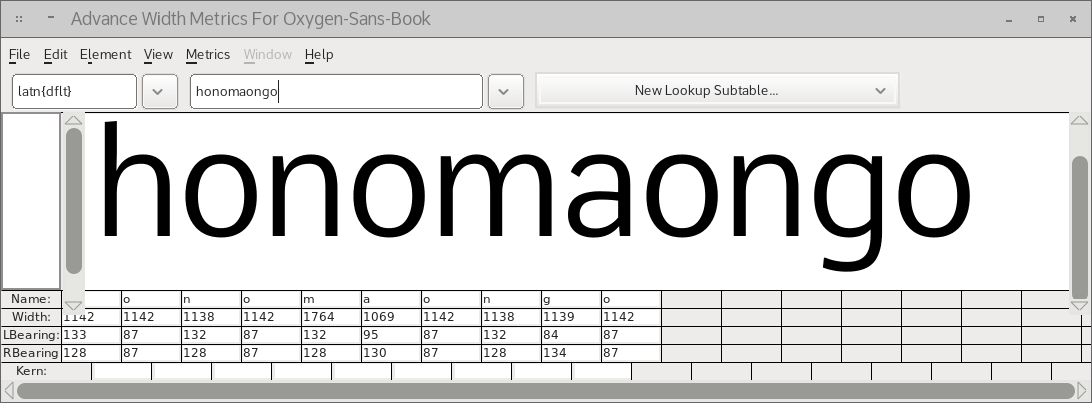 Advance Width Metrics For Oxygen-Sans-Book
File Edit Element View Metrics Window Help
latn{dflt} honomaongo New Lookup Subtable...
honomaongo
Name: o n o m a o n g o
Width: 1142 1142 1138 1142 1764 1069 1142 1138 1139 1142
LBearing: 133 87 132 87 132 95 87 132 84 87
RBearing 128 87 128 87 128 130 87 128 134 87
Kern: